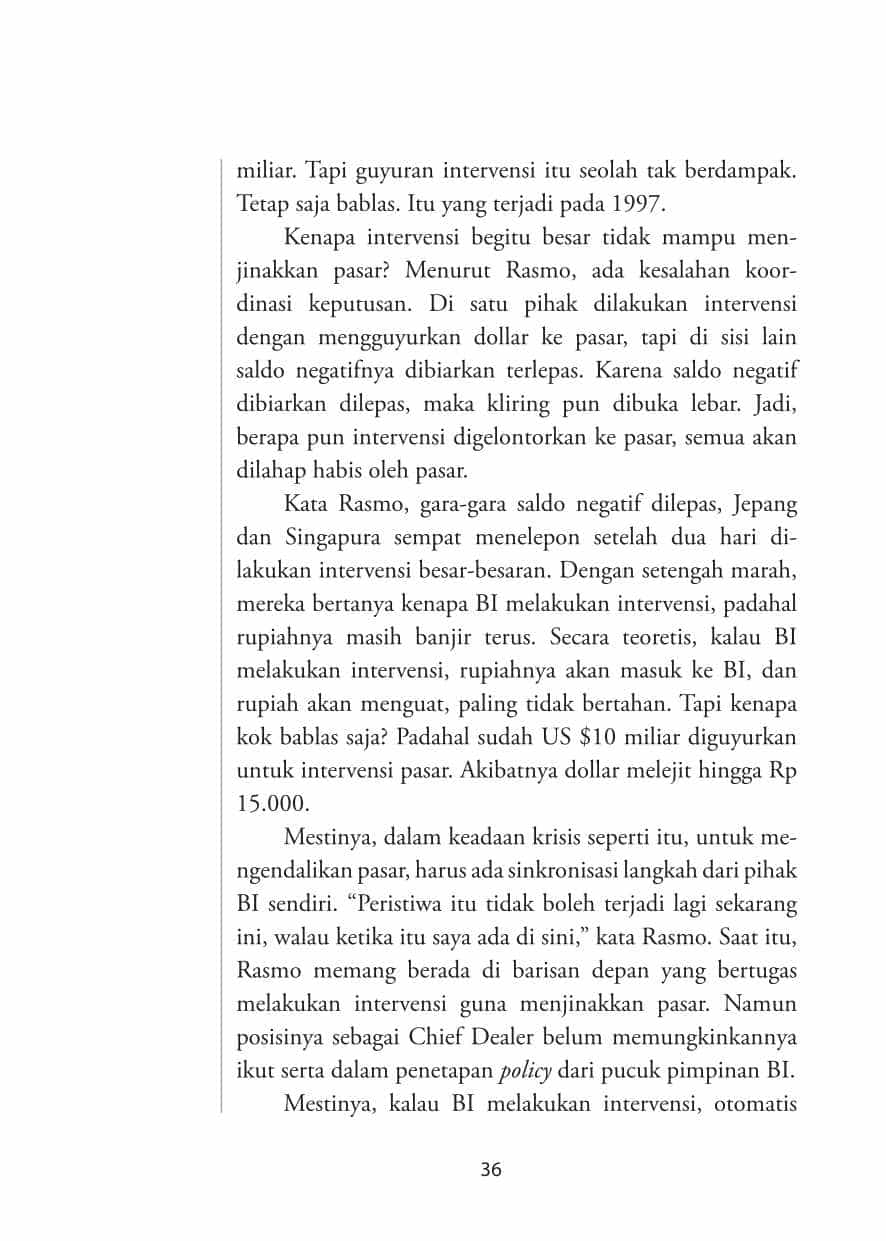 miliar. Tapi guyuran intervensi itu seolah tak berdampak.
Tetap saja bablas. Itu yang terjadi pada 1997.
Kenapa intervensi begitu besar tidak mampu men-
jinakkan pasar? Menurut Rasmo, ada kesalahan koor-
dinasi keputusan. Di satu pihak dilakukan intervensi
dengan mengguyurkan dollar ke pasar, tapi di sisi lain
saldo negatifnya dibiarkan terlepas. Karena saldo negatif
dibiarkan dilepas, maka kliring pun dibuka lebar. Jadi,
berapa pun intervensi digelontorkan ke pasar, semua akan
dilahap habis oleh pasar.
Kata Rasmo, gara-gara saldo negatif dilepas, Jepang
dan Singapura sempat menelepon setelah dua hari di-
lakukan intervensi besar-besaran. Dengan setengah marah,
mereka bertanya kenapa BI melakukan intervensi, padahal
rupiahnya masih banjir terus. Secara teoretis, kalau BI
melakukan intervensi, rupiahnya akan masuk ke BI, dan
rupiah akan menguat, paling tidak bertahan. Tapi kenapa
kok bablas saja? Padahal sudah US $10 miliar diguyurkan
untuk intervensi pasar. Akibatnya dollar melejit hingga Rp
15.000.
Mestinya, dalam keadaan krisis seperti itu, untuk me-
ngendalikan pasar, harus ada sinkronisasi langkah dari pihak
BI sendiri. “Peristiwa itu tidak boleh terjadi lagi sekarang
ini, walau ketika itu saya ada di sini,” kata Rasmo. Saat itu,
Rasmo memang berada di barisan depan yang bertugas
melakukan intervensi guna menjinakkan pasar. Namun
posisinya sebagai Chief Dealer belum memungkinkannya
ikut serta dalam penetapan policy dari pucuk pimpinan BI.
Mestinya, kalau BI melakukan intervensi, otomatis
36